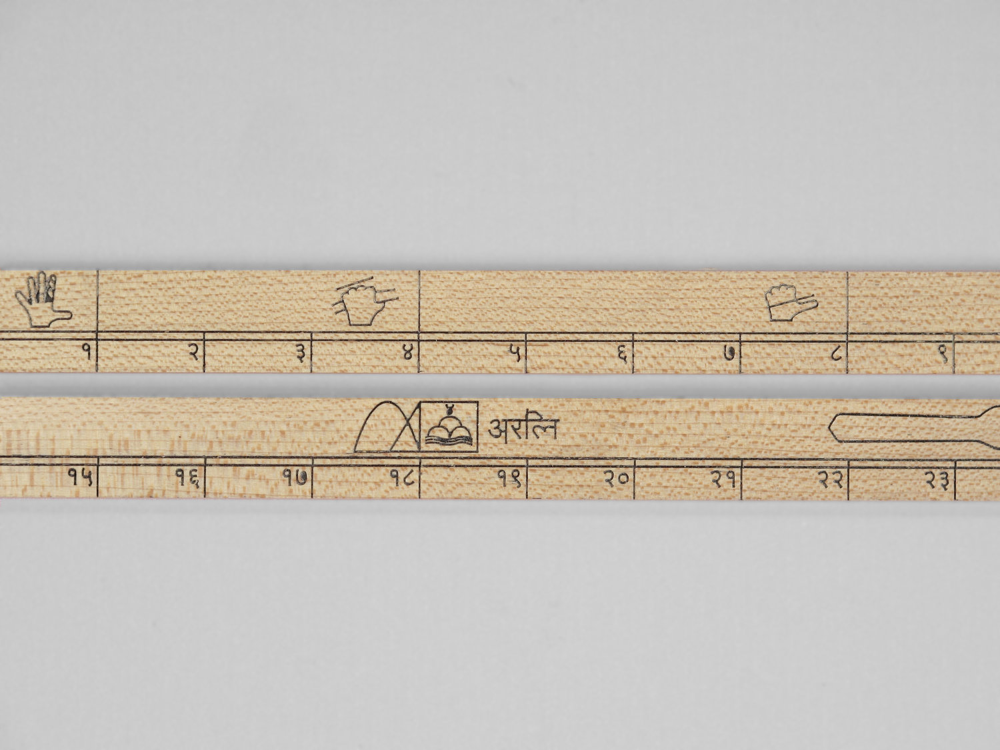 १ २ ३ ४ ५ ६ ७ ८ ९
४ अरत्नि
१५ १६ १७ १८ १९ २० २१ २२ २३